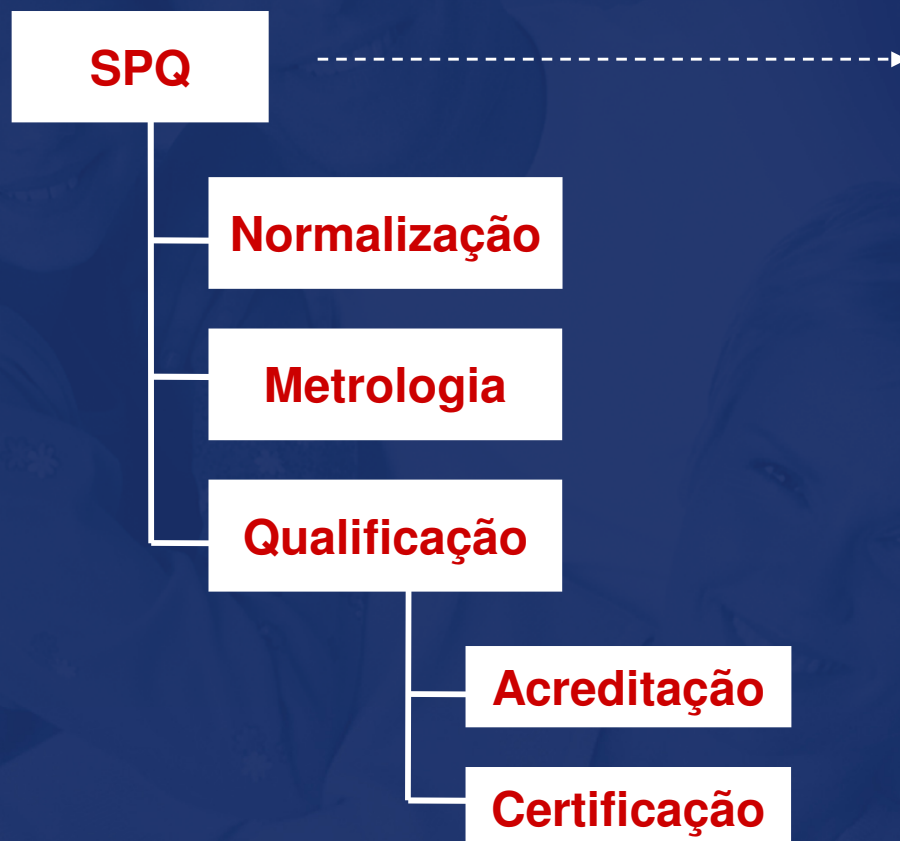 SPQ
Normalização
Metrologia
Qualificação
Acreditação
Certificação